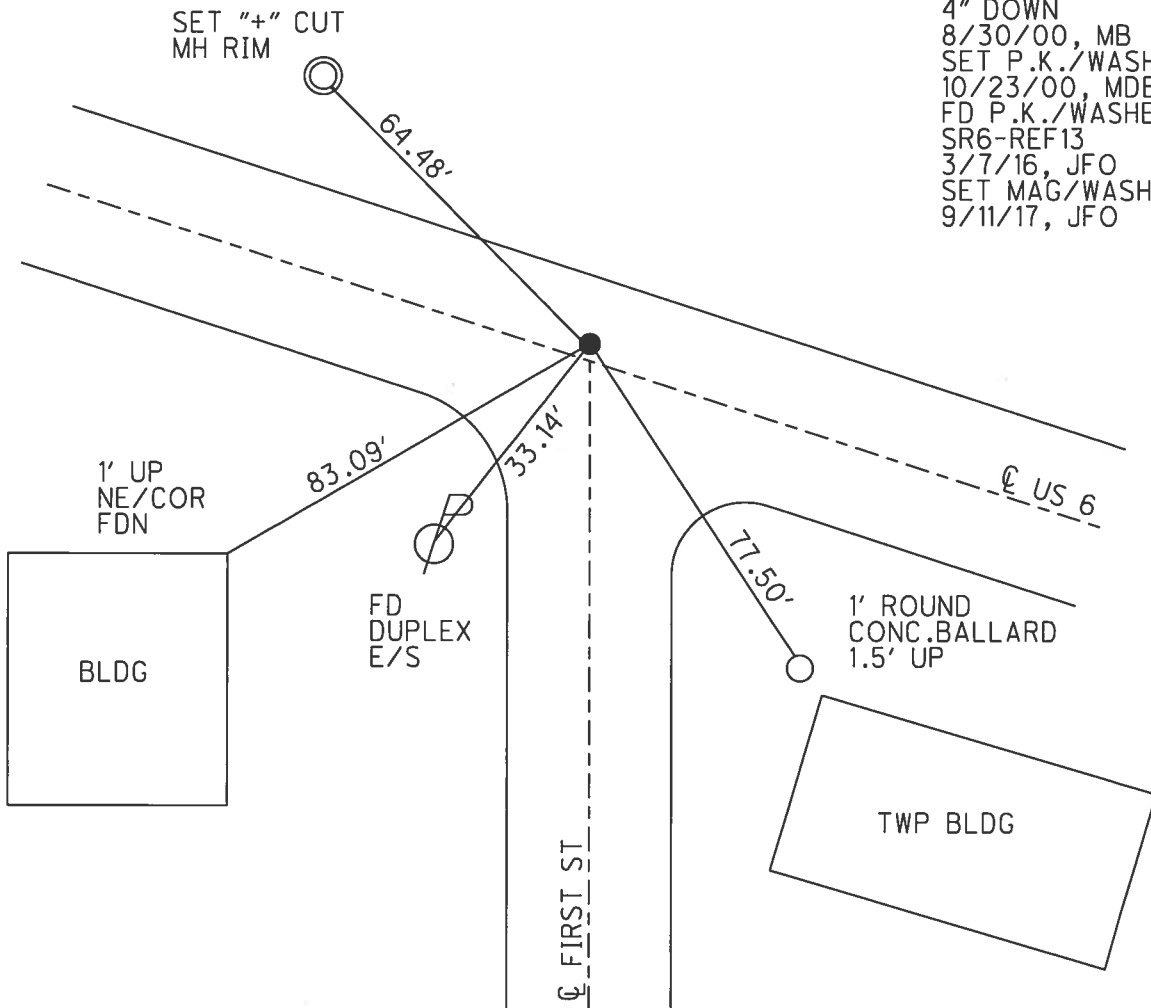 SET "+" CUT
MH RIM
4" DOWN
8/30/00, MB
SET P.K./WASH
10/23/00, MDB
FD P.K./WASHE
SR6-REF13
3/7/16, JFO
SET MAG/WASH
9/11/17, JFO
64.48'
83.09'
33.14'
77.50'
℄ US 6
1' UP
NE/COR
FDN
BLDG
FD
DUPLEX
E/S
1' ROUND
CONC.BALLARD
1.5' UP
TWP BLDG
℄ FIRST ST